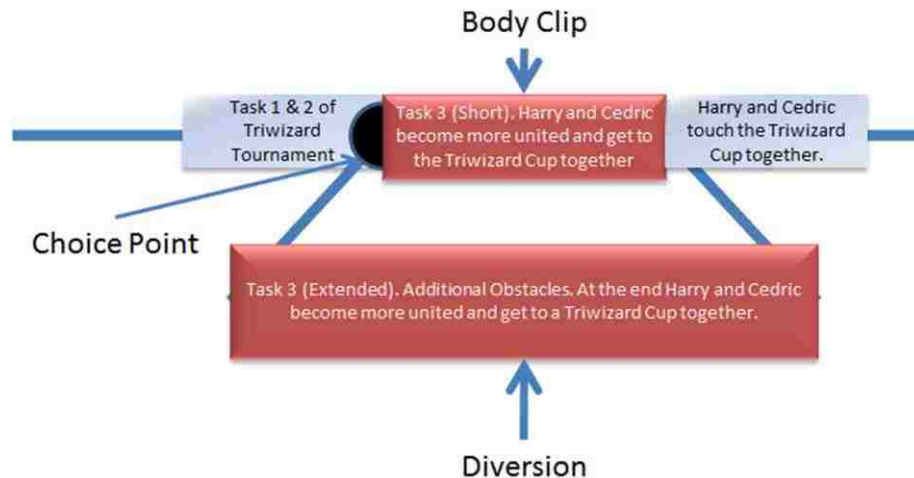 Body Clip
Task 1 & 2 of
Triwizard
Tournament
Task 3 (Short). Harry and Cedric
become more united and get to
the Triwizard Cup together
Harry and Cedric
touch the Triwizard
Cup together.
Choice Point
Task 3 (Extended). Additional Obstacles. At the end Harry and Cedric
become more united and get to a Triwizard Cup together.
Diversion